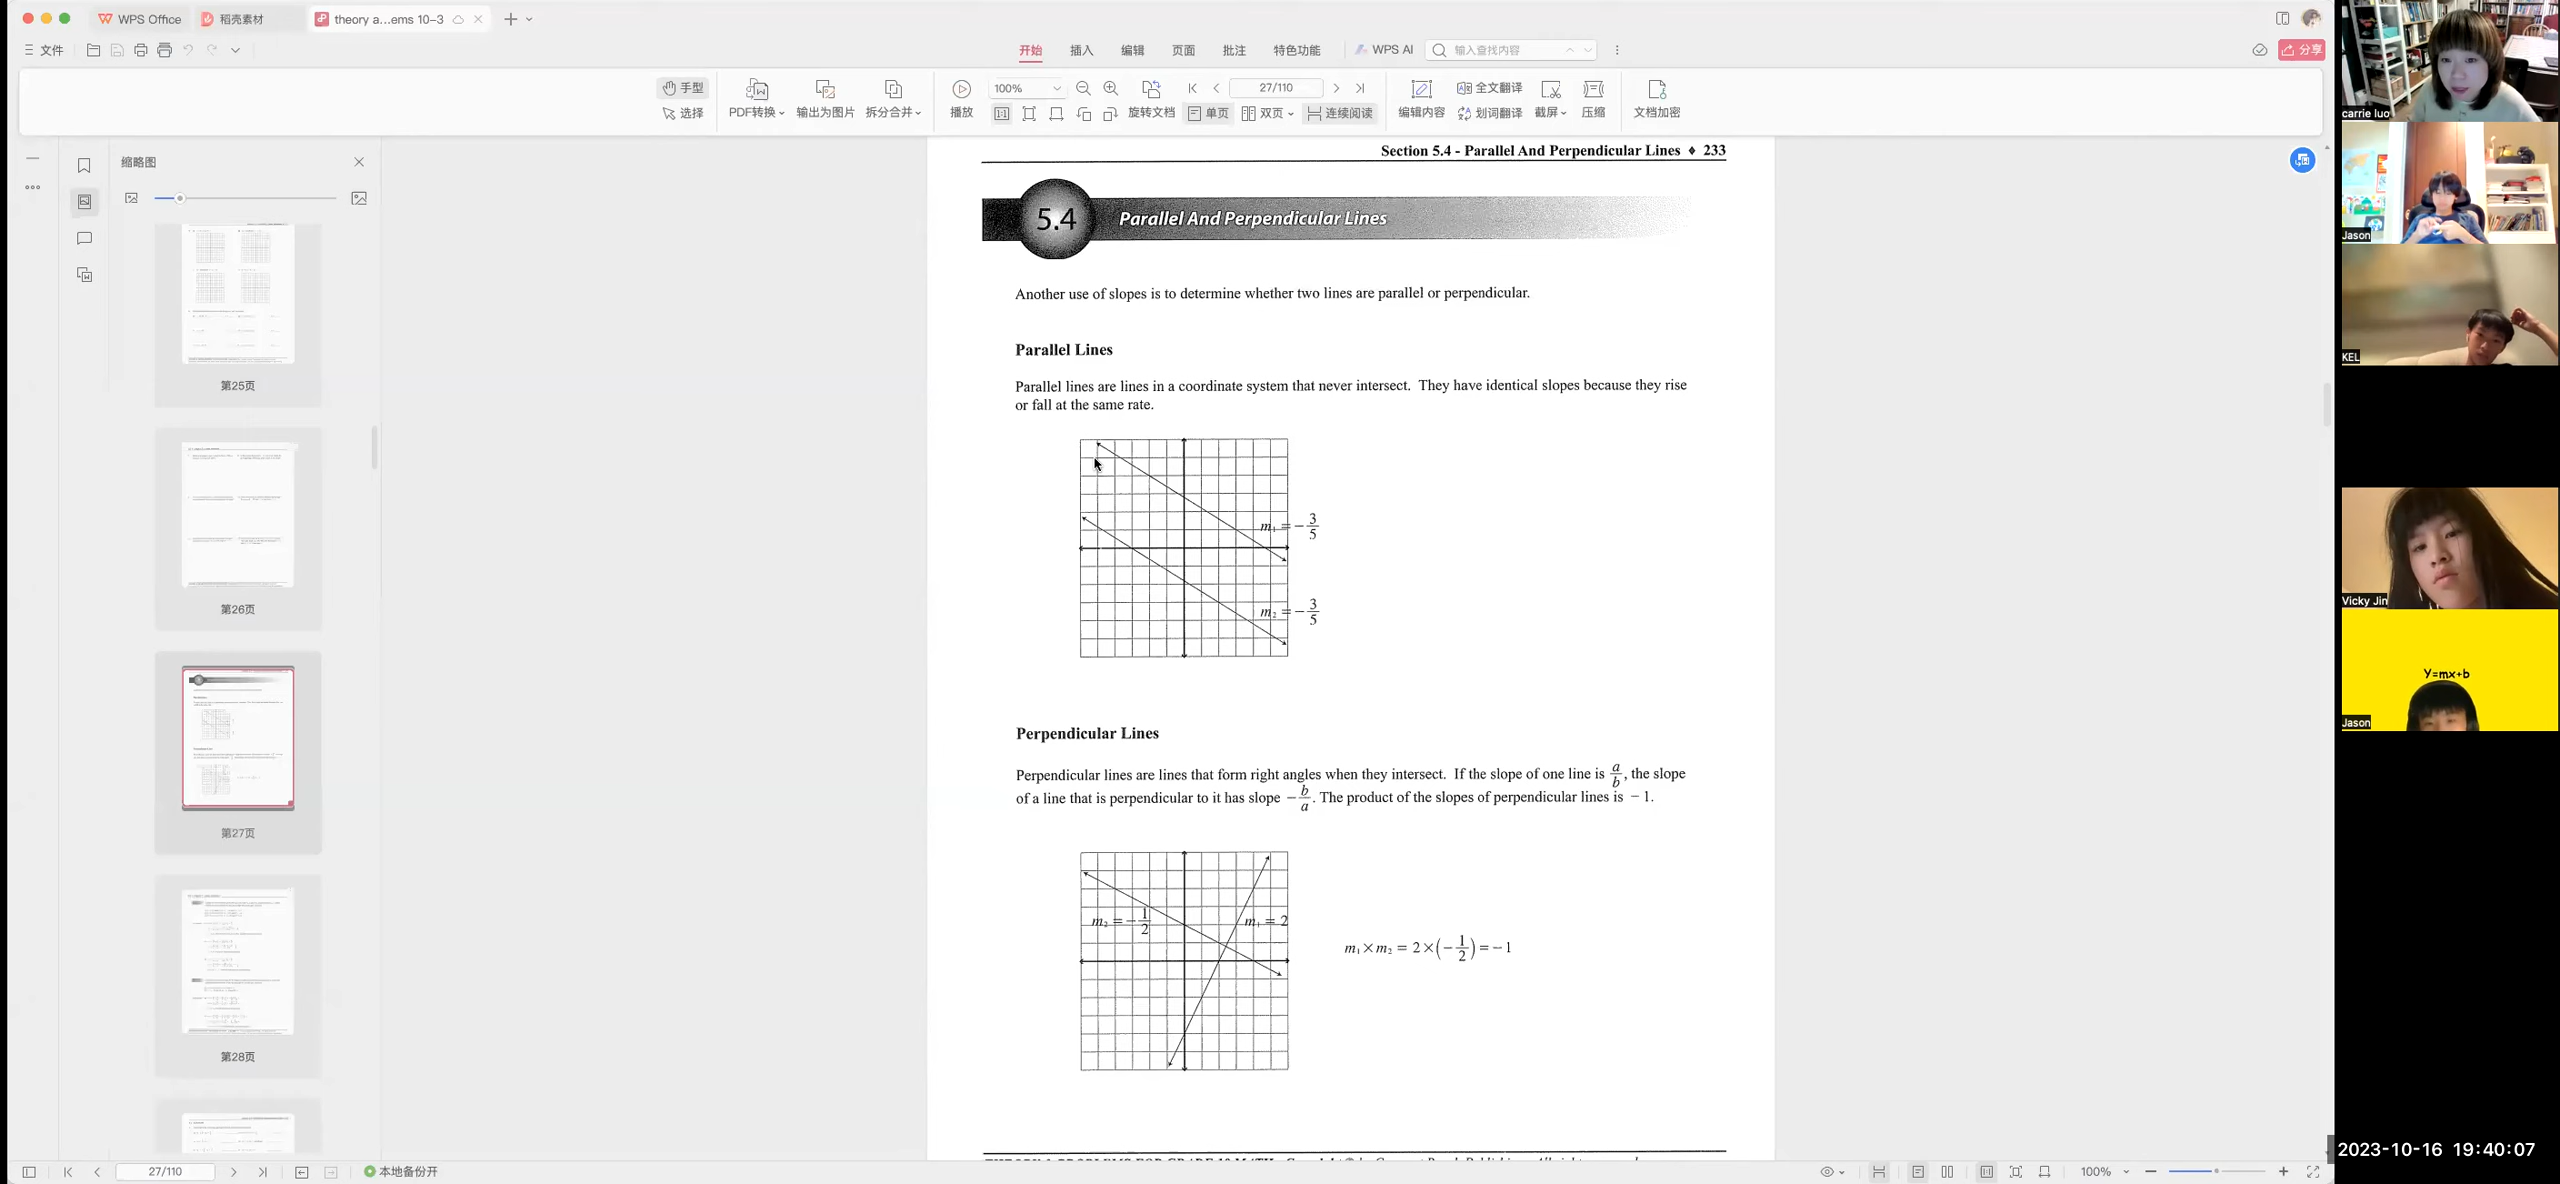 WPS Office
稻壳素材
theory a...ems 10-3
文件
开始
插入
编辑
页面
批注
特色功能
WPS AI
输入查找内容
分享
手型
选择
PDF转换
输出为图片
拆分合并
播放
100%
旋转文档
27/110
单页
双页
连续阅读
编辑内容
全文翻译
划词翻译
截屏
压缩
文档加密
缩略图
第25页
第26页
第27页
第28页
Section 5.4 - Parallel And Perpendicular Lines ♦ 233
5.4 Parallel And Perpendicular Lines
Another use of slopes is to determine whether two lines are parallel or perpendicular.
Parallel Lines
Parallel lines are lines in a coordinate system that never intersect. They have identical slopes because they rise
or fall at the same rate.
m₁ = −3/5
m₂ = −3/5
Perpendicular Lines
Perpendicular lines are lines that form right angles when they intersect. If the slope of one line is a/b, the slope
of a line that is perpendicular to it has slope −b/a. The product of the slopes of perpendicular lines is −1.
m₂ = −1/2
m₁ = 2
m₁ × m₂ = 2 × (−1/2) = −1
27/110
本地备份开
100%
carrie luo
Jason
KEL
Vicky Jin
Y=mx+b
Jason
2023-10-16 19:40:07